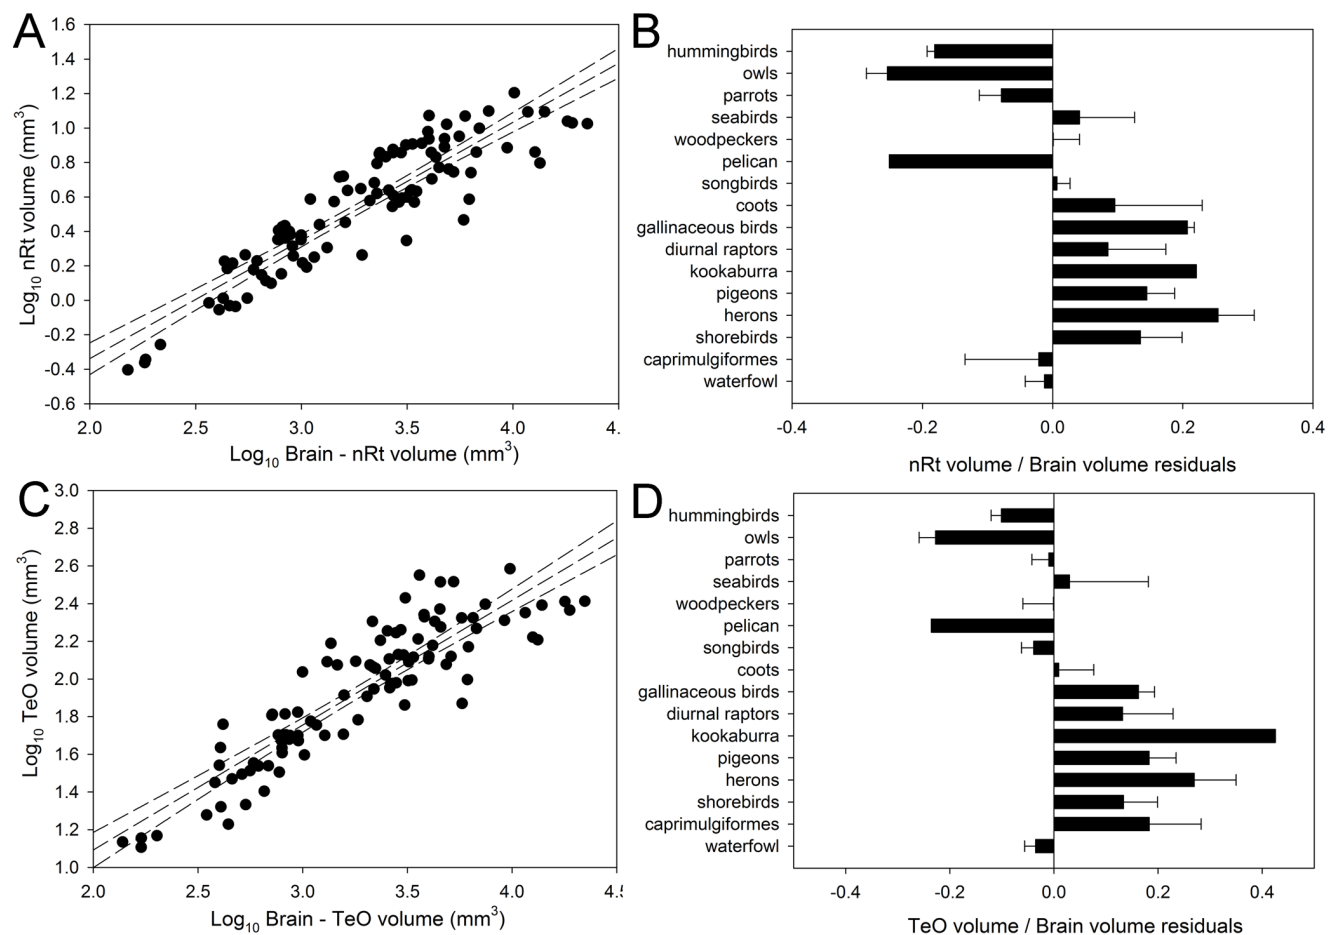 A
1.6
1.4
1.2
1.0
0.8
0.6
0.4
0.2
0.0
-0.2
-0.4
-0.6
Log10 nRt volume (mm3)
2.0 2.5 3.0 3.5 4.0 4.
Log10 Brain - nRt volume (mm3)
B
hummingbirds
owls
parrots
seabirds
woodpeckers
pelican
songbirds
coots
gallinaceous birds
diurnal raptors
kookaburra
pigeons
herons
shorebirds
caprimulgiformes
waterfowl
-0.4 -0.2 0.0 0.2 0.4
nRt volume / Brain volume residuals
C
3.0
2.8
2.6
2.4
2.2
2.0
1.8
1.6
1.4
1.2
1.0
Log10 TeO volume (mm3)
2.0 2.5 3.0 3.5 4.0 4.
Log10 Brain - TeO volume (mm3)
D
hummingbirds
owls
parrots
seabirds
woodpeckers
pelican
songbirds
coots
gallinaceous birds
diurnal raptors
kookaburra
pigeons
herons
shorebirds
caprimulgiformes
waterfowl
-0.4 -0.2 0.0 0.2 0.4
TeO volume / Brain volume residuals